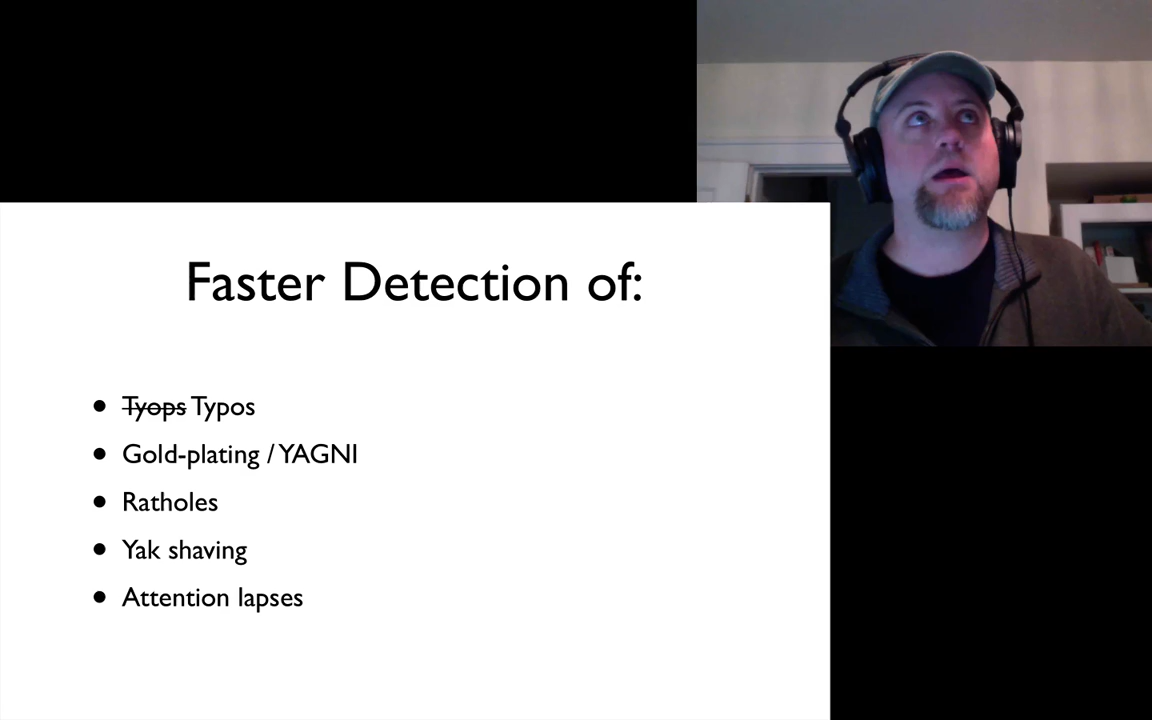 Faster Detection of:
Tyops Typos
Gold-plating / YAGNI
Ratholes
Yak shaving
Attention lapses